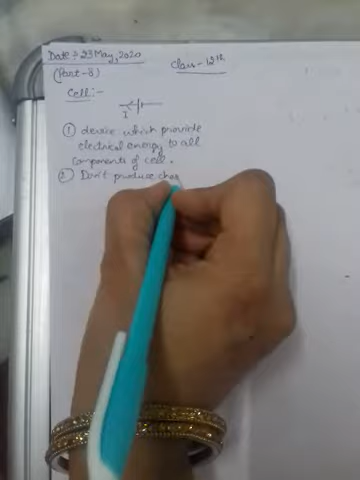 Date → 23 May, 2020
Class - 12th
(Part-8)
Cell:-
I
① device which provide
electrical energy to all
components of cell.
② Don't produce cha